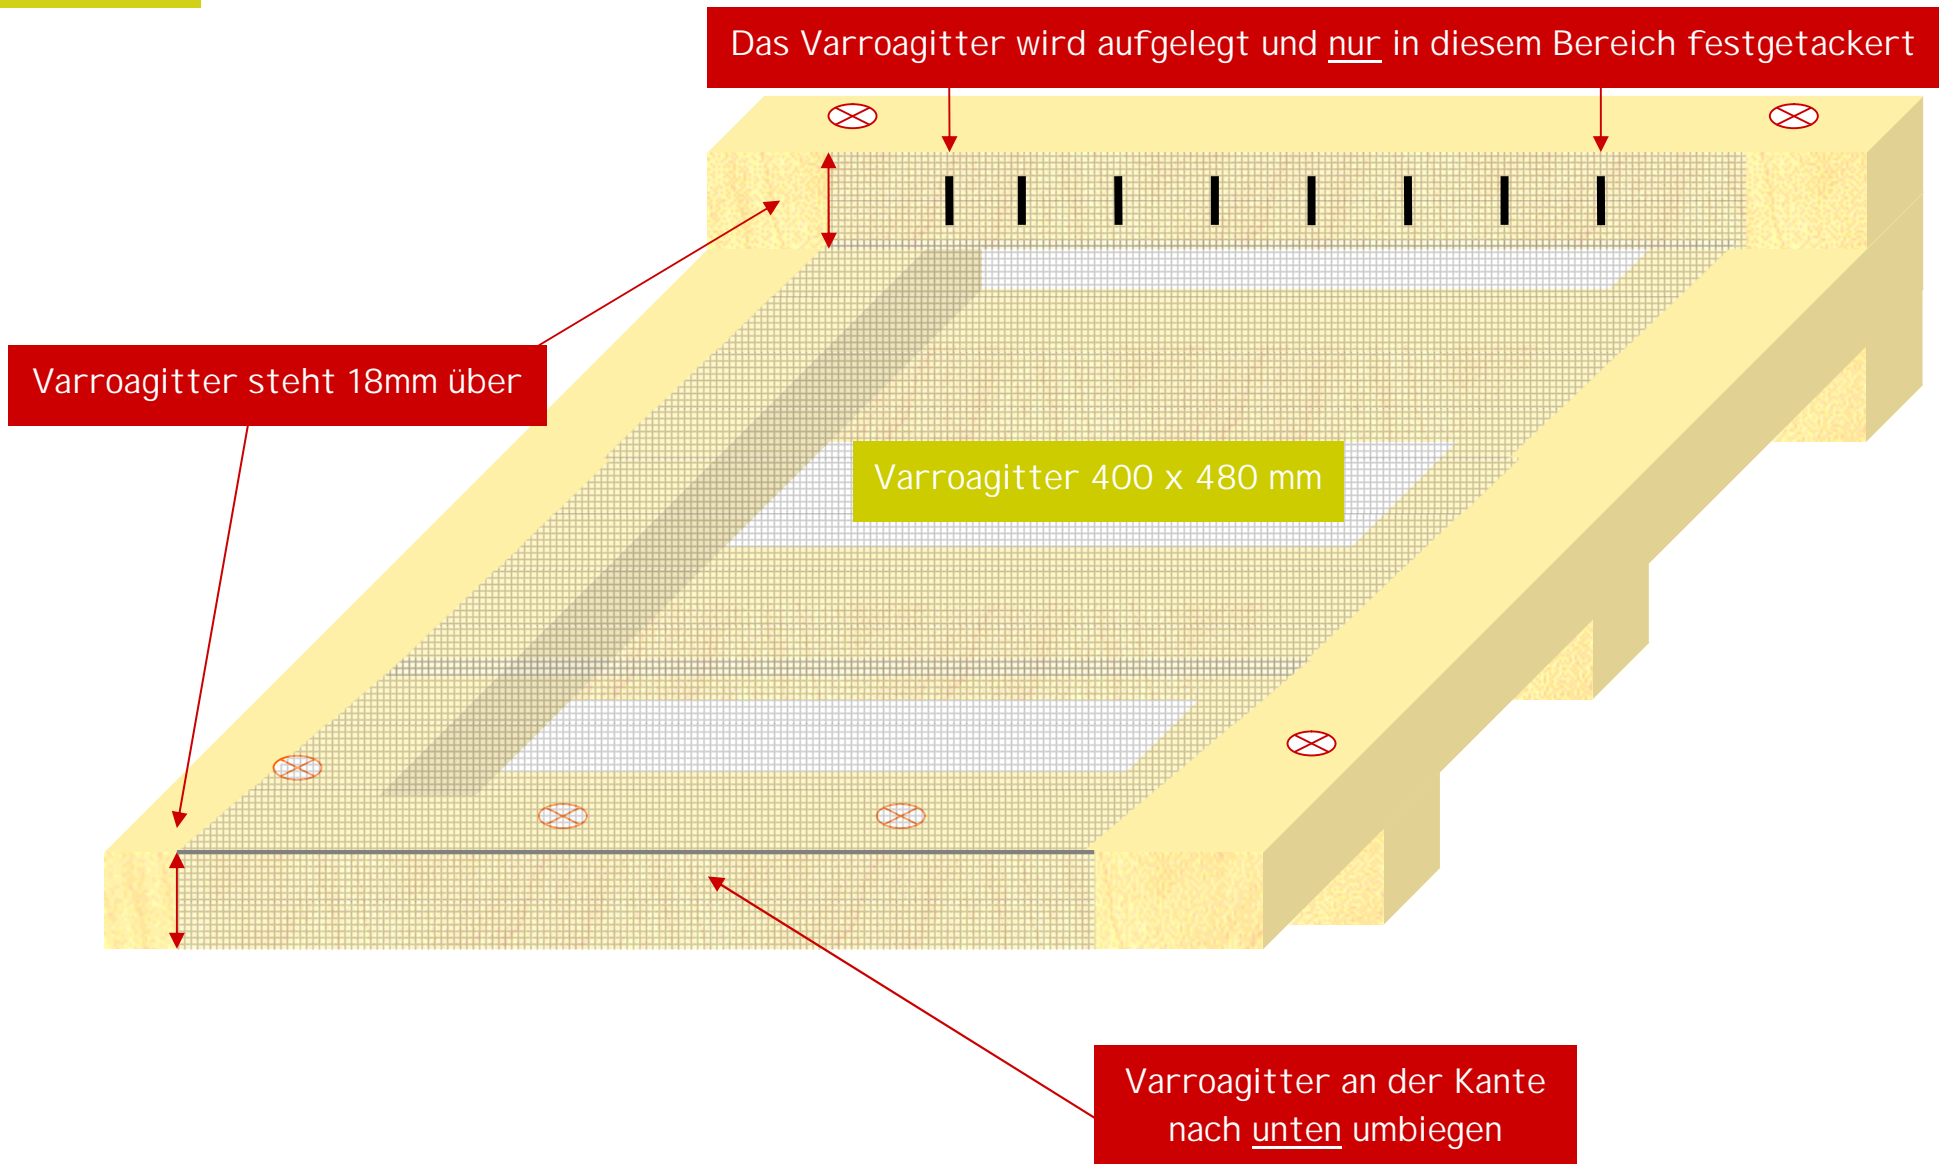 Das Varroagitter wird aufgelegt und nur in diesem Bereich festgetackert
Varroagitter steht 18mm über
Varroagitter 400 x 480 mm
Varroagitter an der Kante
nach unten umbiegen